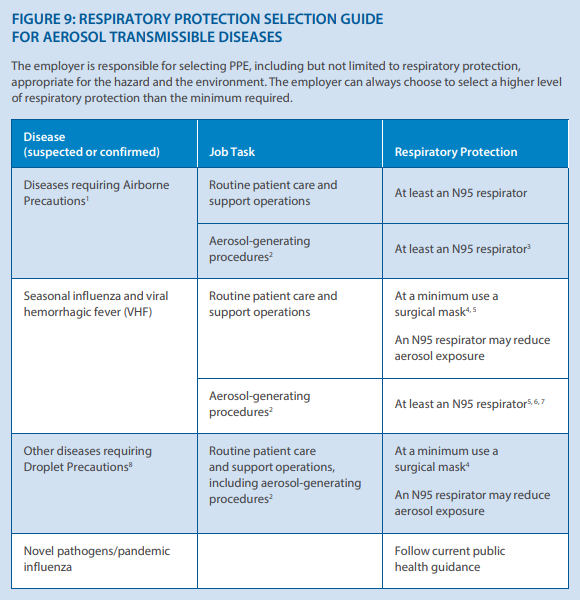 FIGURE 9: RESPIRATORY PROTECTION SELECTION GUIDE
FOR AEROSOL TRANSMISSIBLE DISEASES
The employer is responsible for selecting PPE, including but not limited to respiratory protection,
appropriate for the hazard and the environment. The employer can always choose to select a higher level
of respiratory protection than the minimum required.
Disease
(suspected or confirmed)
Job Task
Respiratory Protection
Diseases requiring Airborne
Precautions¹
Routine patient care and
support operations
At least an N95 respirator
Aerosol-generating
procedures²
At least an N95 respirator³
Seasonal influenza and viral
hemorrhagic fever (VHF)
Routine patient care and
support operations
At a minimum use a
surgical mask⁴, ⁵
An N95 respirator may reduce
aerosol exposure
Aerosol-generating
procedures²
At least an N95 respirator⁵, ⁶, ⁷
Other diseases requiring
Droplet Precautions⁸
Routine patient care
and support operations,
including aerosol-generating
procedures²
At a minimum use a
surgical mask⁴
An N95 respirator may reduce
aerosol exposure
Novel pathogens/pandemic
influenza
Follow current public
health guidance